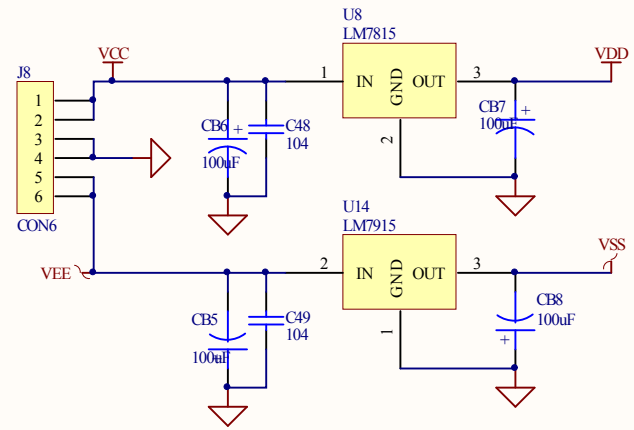 U8
LM7815
VCC
VDD
J8
1
IN
OUT
3
GND
2
1
2
3
4
5
6
CON6
CB6
+
100uF
C48
104
CB7
+
100uF
U14
LM7915
VEE
VSS
2
IN
OUT
3
GND
1
CB5
100uF
+
C49
104
CB8
100uF
+